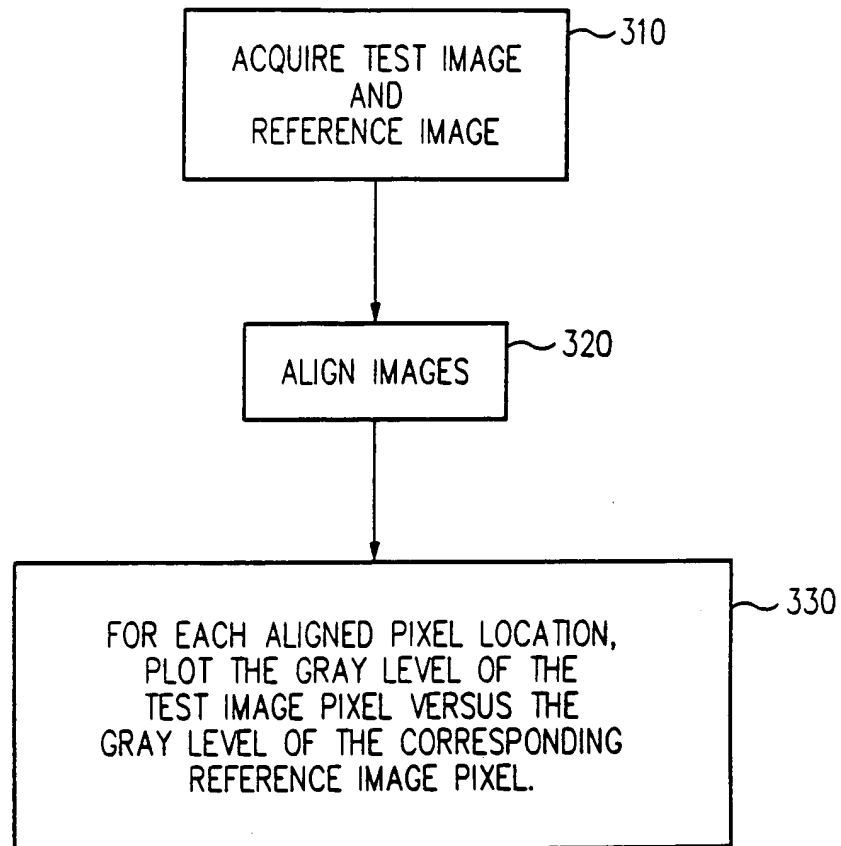 ACQUIRE TEST IMAGE
AND
REFERENCE IMAGE
310
ALIGN IMAGES
320
FOR EACH ALIGNED PIXEL LOCATION,
PLOT THE GRAY LEVEL OF THE
TEST IMAGE PIXEL VERSUS THE
GRAY LEVEL OF THE CORRESPONDING
REFERENCE IMAGE PIXEL.
330